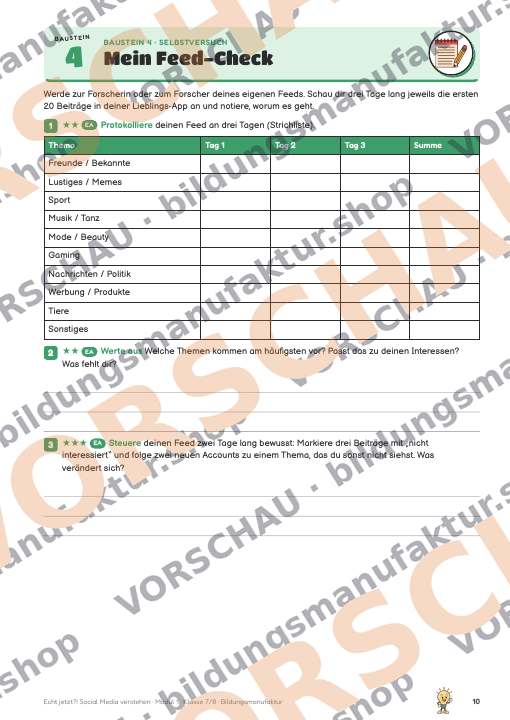 BAUSTEIN
4
BAUSTEIN 4 · SELBSTVERSUCH
Mein Feed-Check
Werde zur Forscherin oder zum Forscher deines eigenen Feeds. Schau dir drei Tage lang jeweils die ersten
20 Beiträge in deiner Lieblings-App an und notiere, worum es geht.
1 ★★ EA Protokolliere deinen Feed an drei Tagen (Strichliste)
Thema Tag 1 Tag 2 Tag 3 Summe
Freunde / Bekannte
Lustiges / Memes
Sport
Musik / Tanz
Mode / Beauty
Gaming
Nachrichten / Politik
Werbung / Produkte
Tiere
Sonstiges
2 ★★ EA Werte aus Welche Themen kommen am häufigsten vor? Passt das zu deinen Interessen?
Was fehlt dir?
3 ★★★ EA Steuere deinen Feed zwei Tage lang bewusst: Markiere drei Beiträge mit „nicht
interessiert“ und folge zwei neuen Accounts zu einem Thema, das du sonst nicht siehst. Was
verändert sich?
Echt jetzt?! Social Media verstehen · Modul · Klasse 7/8 · Bildungsmanufaktur
10
VORSCHAU · bildungsmanufaktur.shop
VORSCHAU